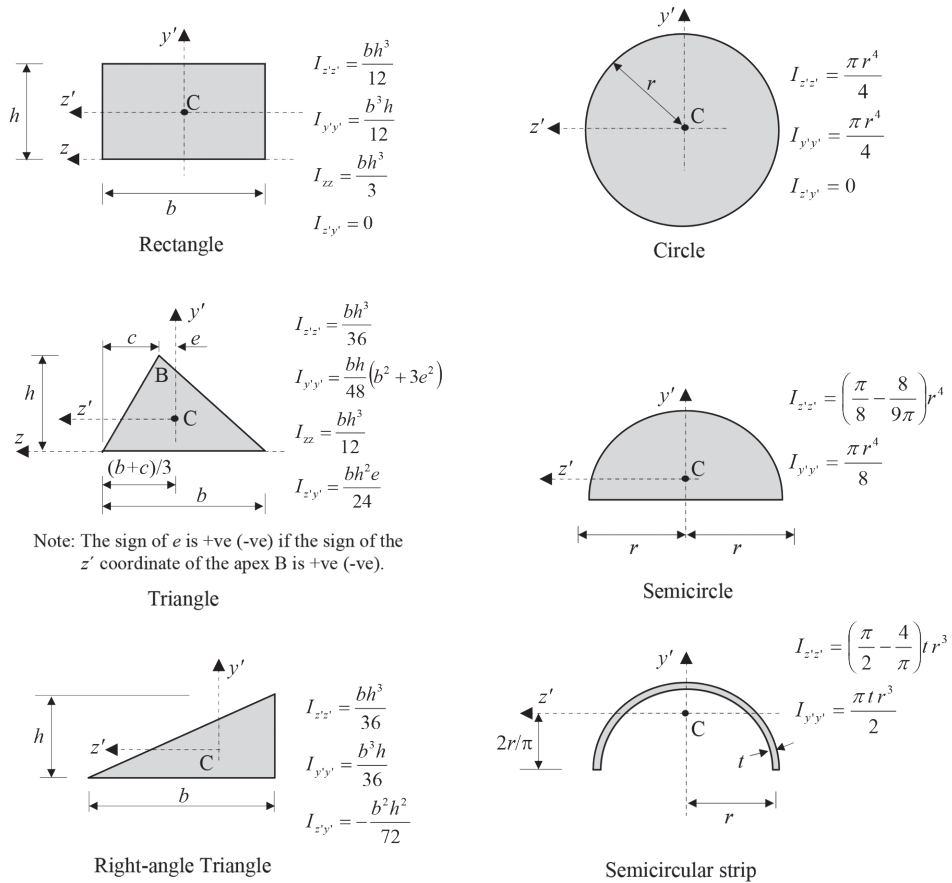 y′
z′
C
h
z
b
I_{z'z'} = bh³/12
I_{y'y'} = b³h/12
I_{zz} = bh³/3
I_{z'y'} = 0
Rectangle
y′
r
C
z′
I_{z'z'} = πr⁴/4
I_{y'y'} = πr⁴/4
I_{z'y'} = 0
Circle
y′
c
e
B
h
z′
C
z
(b+c)/3
b
I_{z'z'} = bh³/36
I_{y'y'} = bh/48 (b² + 3e²)
I_{zz} = bh³/12
I_{z'y'} = bh²e/24
Note: The sign of e is +ve (-ve) if the sign of the
z´ coordinate of the apex B is +ve (-ve).
Triangle
y′
z′
C
r
r
I_{z'z'} = (π/8 − 8/9π) r⁴
I_{y'y'} = πr⁴/8
Semicircle
y′
h
z′
C
b
I_{z'z'} = bh³/36
I_{y'y'} = b³h/36
I_{z'y'} = − b²h²/72
Right-angle Triangle
y′
z′
C
2r/π
t
r
I_{z'z'} = (π/2 − 4/π) t r³
I_{y'y'} = π t r³/2
Semicircular strip